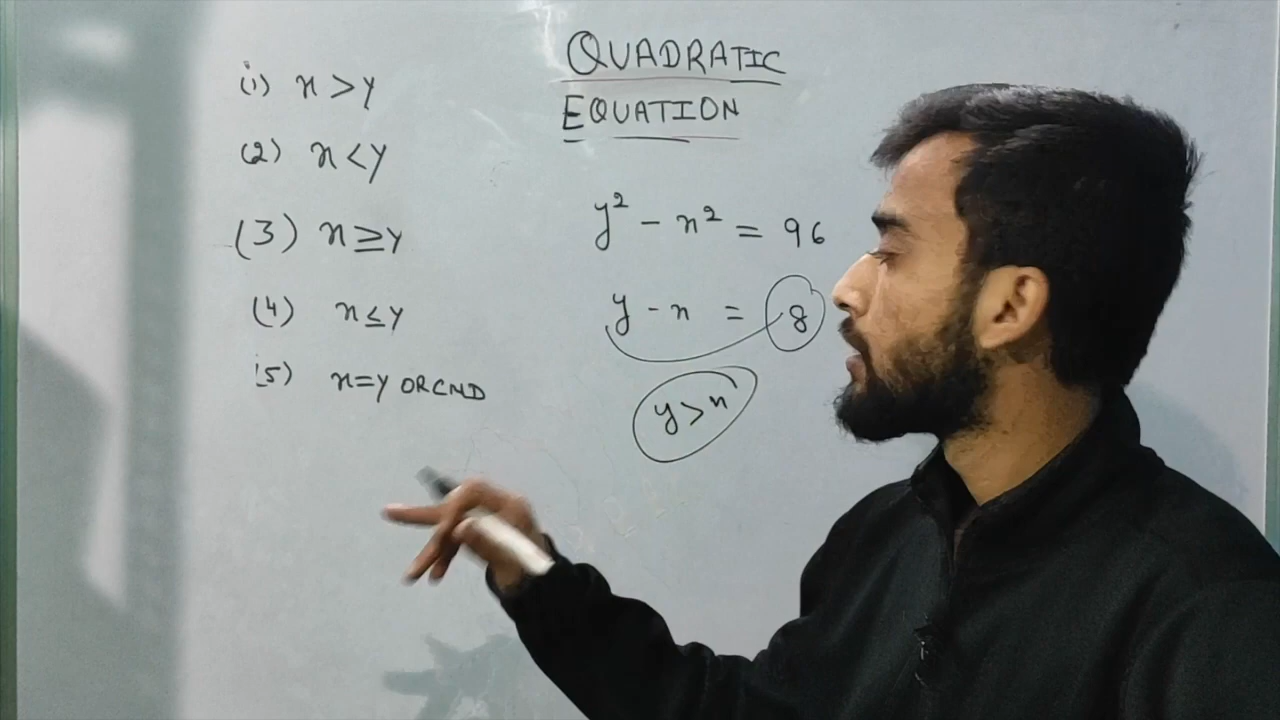 QUADRATIC
EQUATION
(1) x > y
(2) x < y
(3) x ≥ y
(4) x ≤ y
(5) x = y OR CND
y² - x² = 96
y - x = 8
y > x